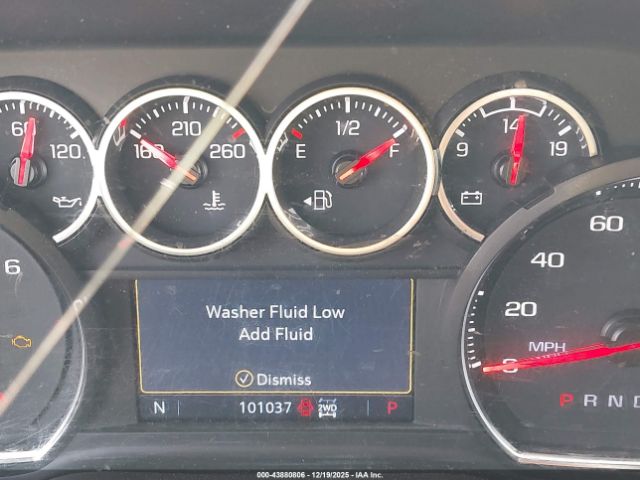 60 120
180 210 260
E 1/2 F
9 14 19
6
Washer Fluid Low
Add Fluid
Dismiss
N 101037 2WD P
60
40
20
MPH
P R N D
000-43880806 - 12/19/2025 - IAA Inc.